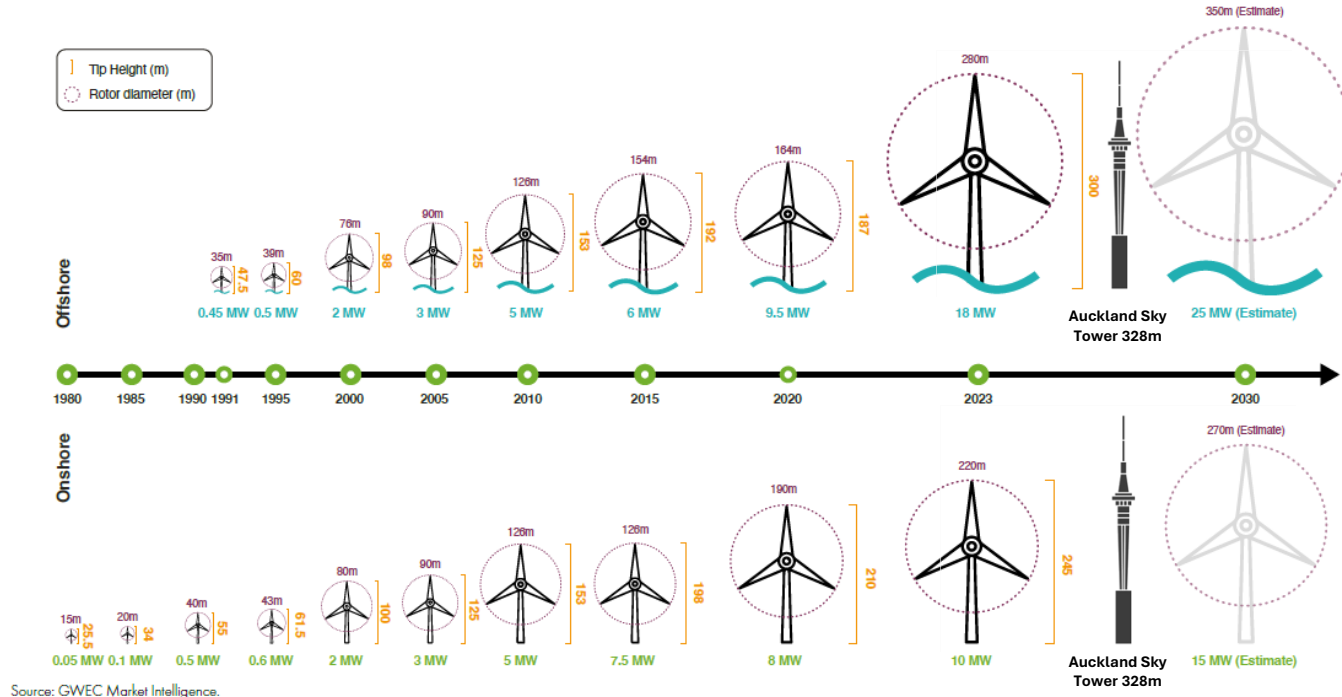 350m (Estimate)
Tip Height (m)
Rotor diameter (m)
280m
164m
154m
126m
90m
76m
39m
35m
300
187
192
153
125
98
60
47.5
Offshore
0.45 MW 0.5 MW 2 MW 3 MW 5 MW 6 MW 9.5 MW 18 MW 25 MW (Estimate)
Auckland Sky
Tower 328m
1980 1985 1990 1991 1995 2000 2005 2010 2015 2020 2023 2030
Onshore
270m (Estimate)
220m
190m
126m
126m
90m
80m
43m
40m
20m
15m
245
210
198
153
125
100
61.5
55
34
25.5
0.05 MW 0.1 MW 0.5 MW 0.6 MW 2 MW 3 MW 5 MW 7.5 MW 8 MW 10 MW 15 MW (Estimate)
Auckland Sky
Tower 328m
Source: GWEC Market Intelligence.